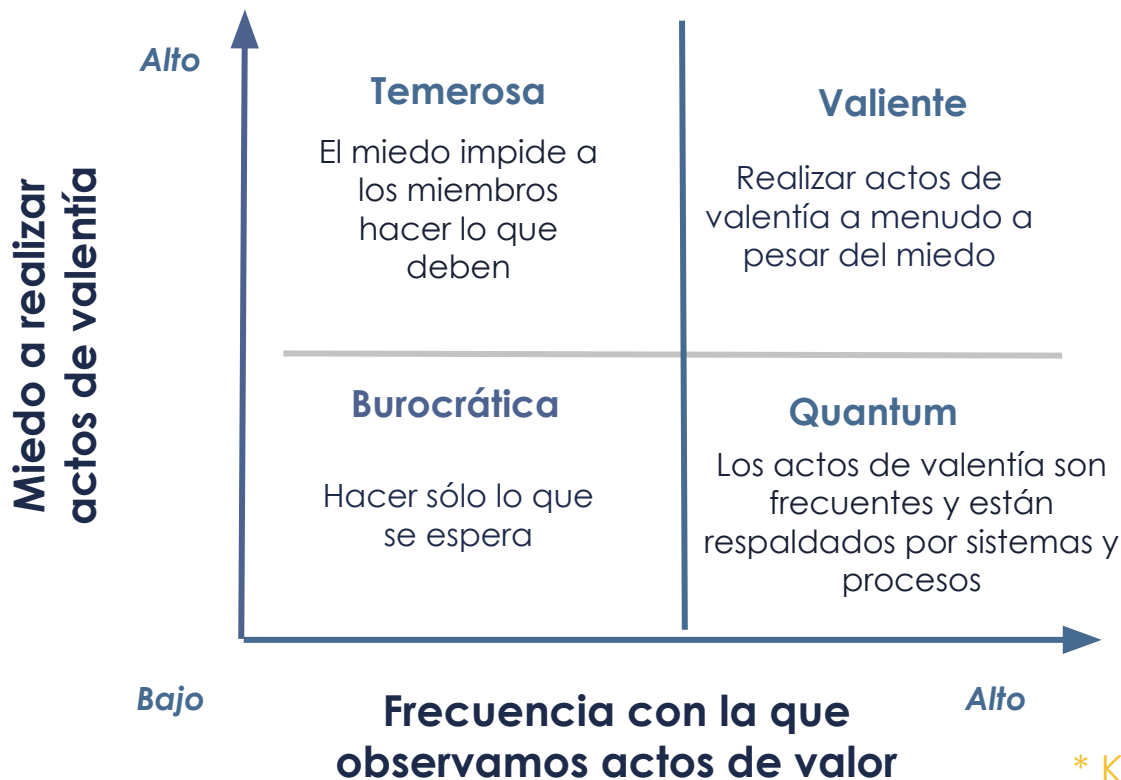 Alto
Temerosa
El miedo impide a
los miembros
hacer lo que
deben
Valiente
Realizar actos de
valentía a menudo a
pesar del miedo
Miedo a realizar
actos de valentía
Burocrática
Hacer sólo lo que
se espera
Quantum
Los actos de valentía son
frecuentes y están
respaldados por sistemas y
procesos
Bajo
Frecuencia con la que
observamos actos de valor
Alto
* K